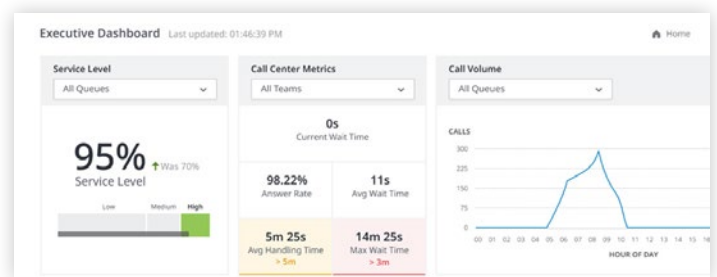 Executive Dashboard Last updated: 01:46:39 PM
Home
Service Level
All Queues
95%
Was 70%
Service Level
Low Medium High
Call Center Metrics
All Teams
0s
Current Wait Time
98.22%
Answer Rate
11s
Avg Wait Time
5m 25s
Avg Handling Time
> 5m
14m 25s
Max Wait Time
> 3m
Call Volume
All Queues
CALLS
300
225
150
75
0
00 01 02 03 04 05 06 07 08 09 10 11 12 13 14 15 16
HOUR OF DAY